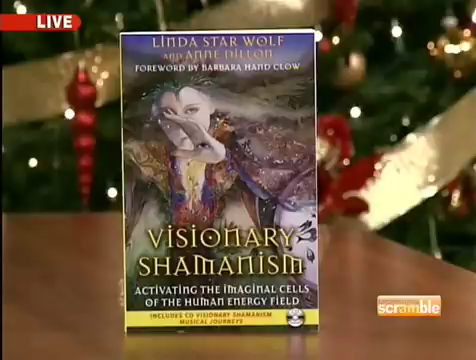 LIVE
LINDA STAR WOLF
AND ANNE DILLON
FOREWORD BY BARBARA HAND CLOW
VISIONARY
SHAMANISM
ACTIVATING THE IMAGINAL CELLS
OF THE HUMAN ENERGY FIELD
INCLUDES CD VISIONARY SHAMANISM
MUSICAL JOURNEYS
scramble